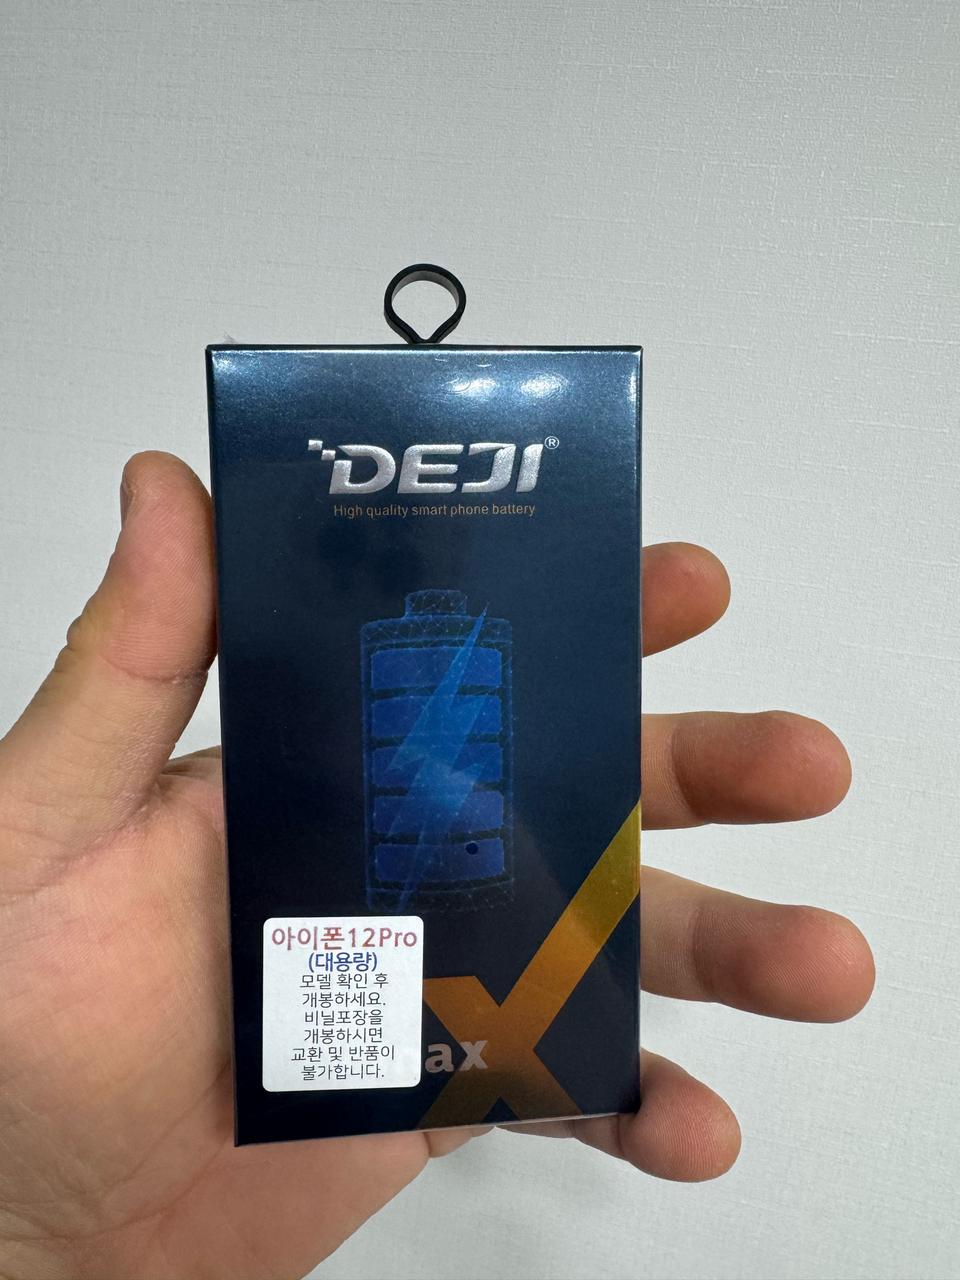 DEJI®
High quality smart phone battery
아이폰12Pro
(대용량)
모델 확인 후
개봉하세요.
비닐포장을
개봉하시면
교환 및 반품이
불가합니다.
ax